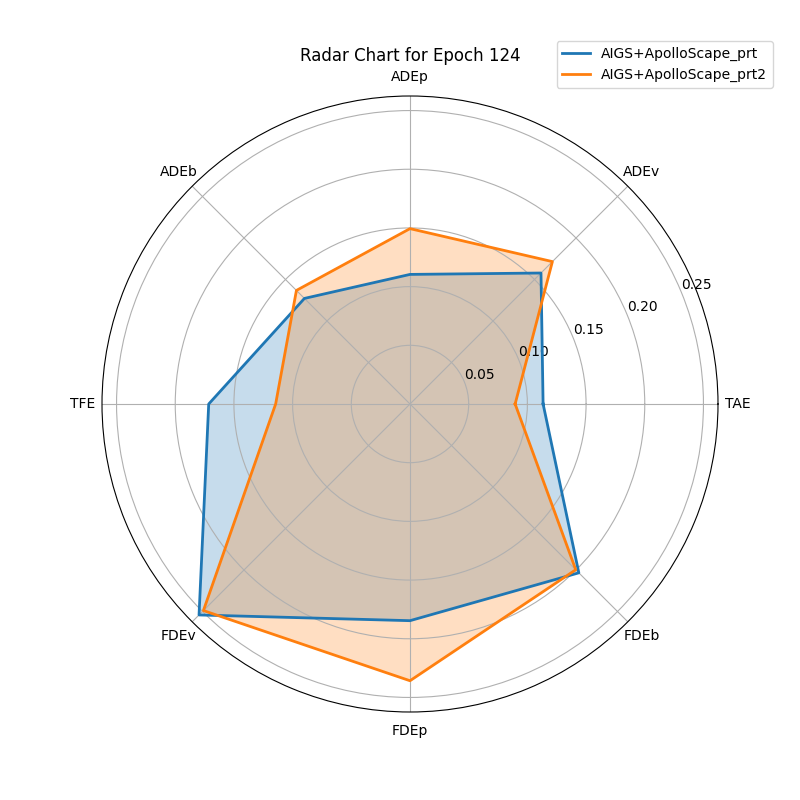 Radar Chart for Epoch 124
AIGS+ApolloScape_prt
AIGS+ApolloScape_prt2
ADEp
ADEb
ADEv
0.25
0.20
0.15
0.10
0.05
TFE
TAE
FDEv
FDEb
FDEp